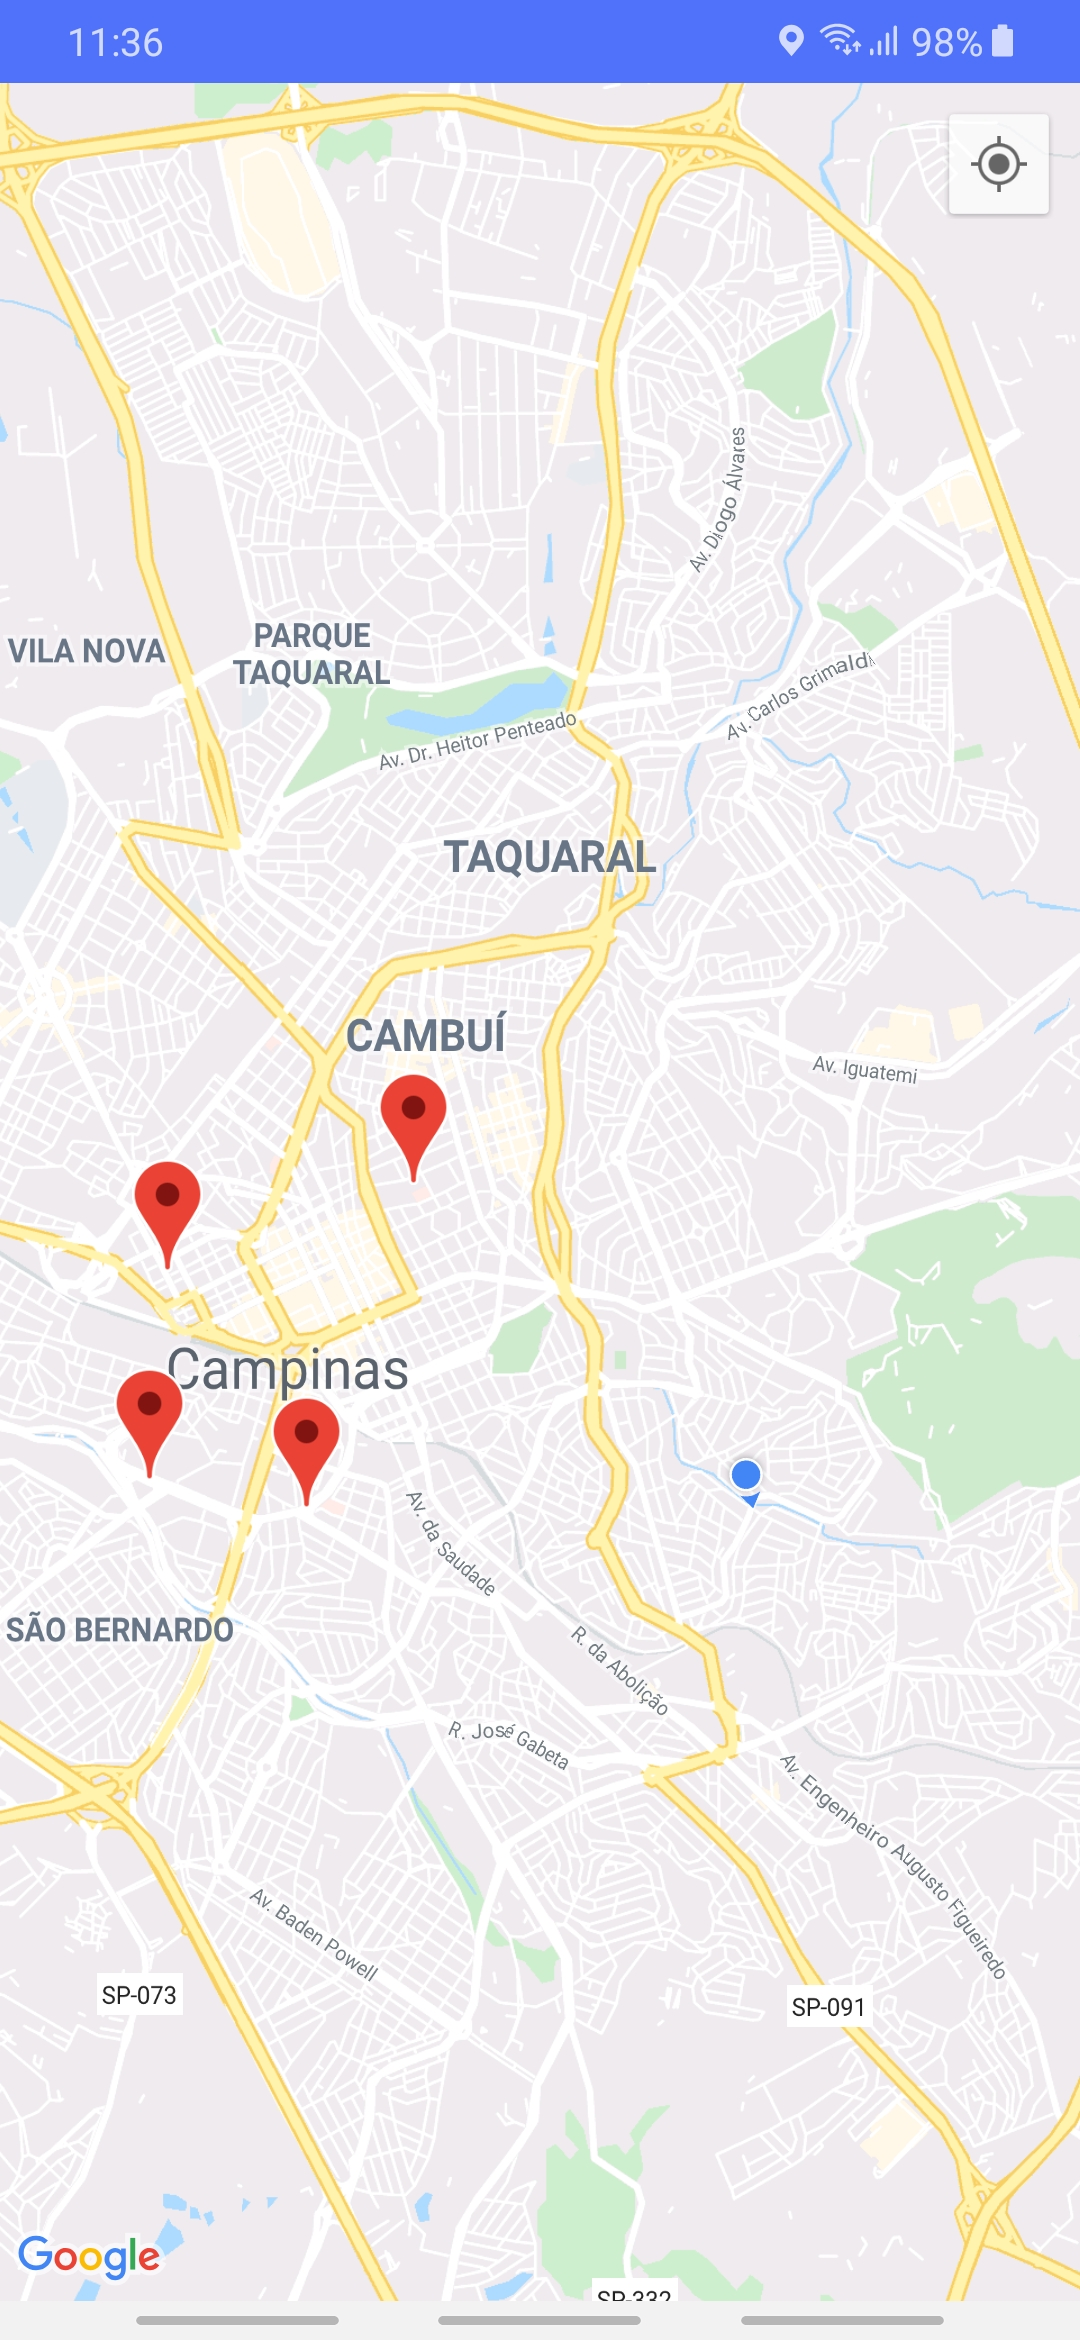 11:36
98%
Av. Diogo Álvares
VILA NOVA
PARQUE
TAQUARAL
Av. Carlos Grimaldi
Av. Dr. Heitor Penteado
TAQUARAL
CAMBUÍ
Av. Iguatemi
Campinas
Av. da Saudade
SÃO BERNARDO
R. da Abolição
R. José Gabeta
Av. Engenheiro Augusto Figueiredo
Av. Baden Powell
SP-073
SP-091
Google
SP-332